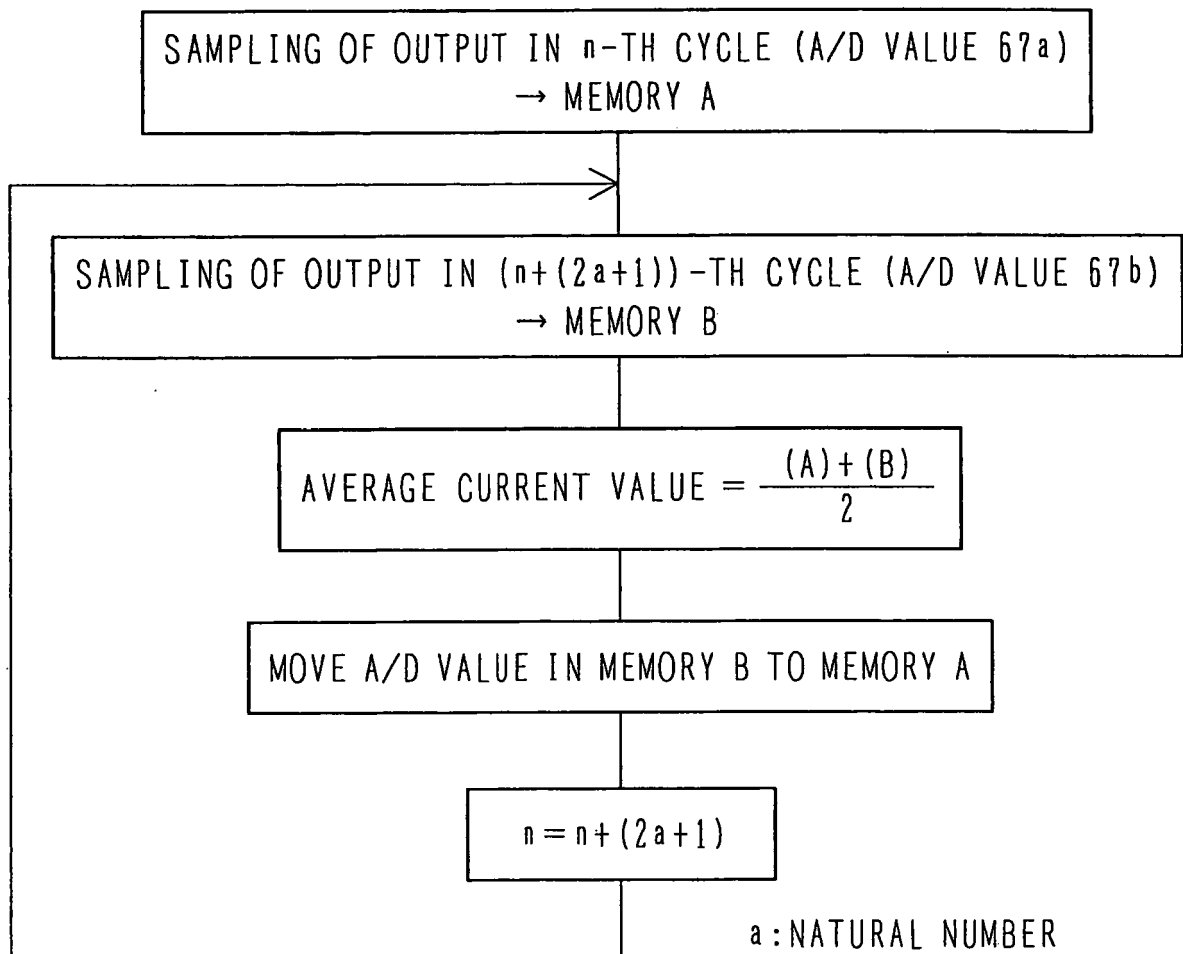 SAMPLING OF OUTPUT IN n-TH CYCLE (A/D VALUE 67a)
→ MEMORY A
SAMPLING OF OUTPUT IN (n+(2a+1))-TH CYCLE (A/D VALUE 67b)
→ MEMORY B
AVERAGE CURRENT VALUE = (A)+(B) / 2
MOVE A/D VALUE IN MEMORY B TO MEMORY A
n=n+(2a+1)
a:NATURAL NUMBER